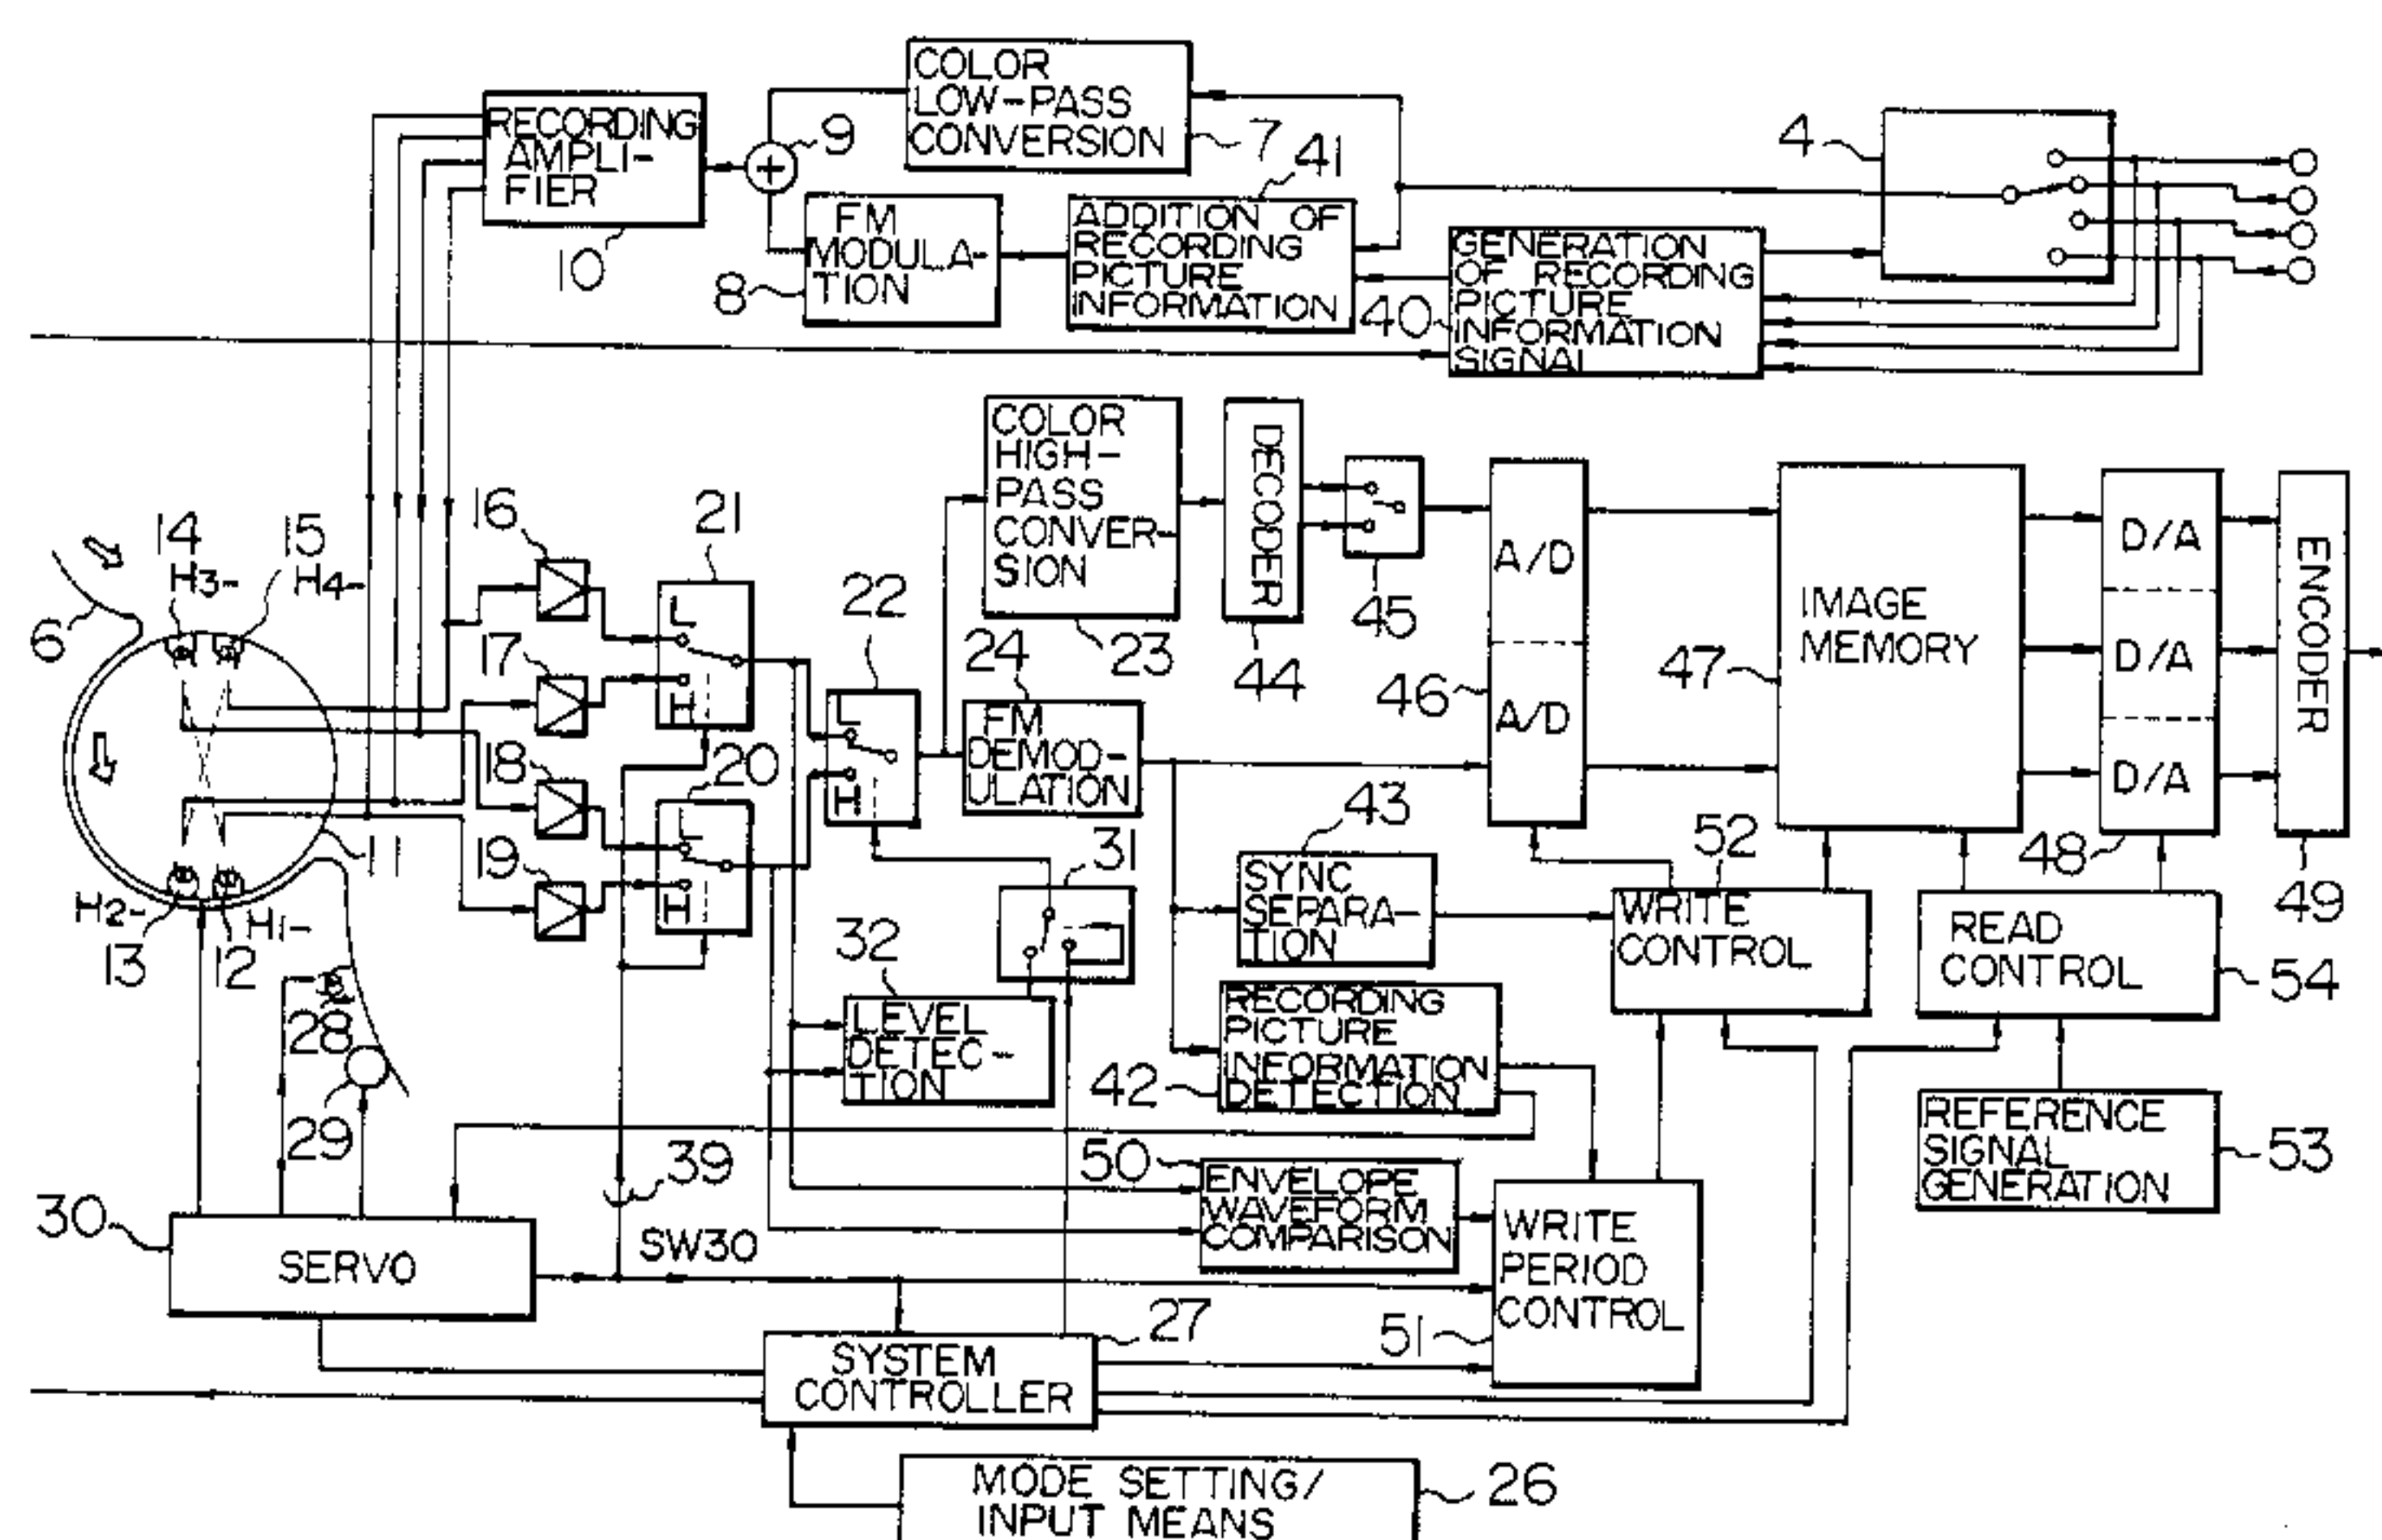 COLOR
LOW-PASS
CONVERSION
7
RECORDING
AMPLI-
FIER
10
9
FM
MODULA-
TION
8
41
ADDITION OF
RECORDING
PICTURE
INFORMATION
4
GENERATION
OF RECORDING
PICTURE
INFORMATION
SIGNAL
40
COLOR
HIGH-
PASS
CONVER-
SION
23
DECODER
44
45
A/D
A/D
46
IMAGE
MEMORY
47
D/A
D/A
D/A
48
ENCODER
49
14
H3-
15
H4-
6
11
H2-
13
H1-
12
16
17
18
19
21
L
H
20
L
H
22
L
H
24
FM
DEMOD-
ULATION
31
32
LEVEL
DETEC-
TION
43
SYNC
SEPARA-
TION
52
WRITE
CONTROL
READ
CONTROL
54
RECORDING
PICTURE
INFORMATION
DETECTION
42
REFERENCE
SIGNAL
GENERATION
53
28
29
39
50
ENVELOPE
WAVEFORM
COMPARISON
WRITE
PERIOD
CONTROL
51
30
SERVO
SW30
27
SYSTEM
CONTROLLER
MODE SETTING/
INPUT MEANS
26